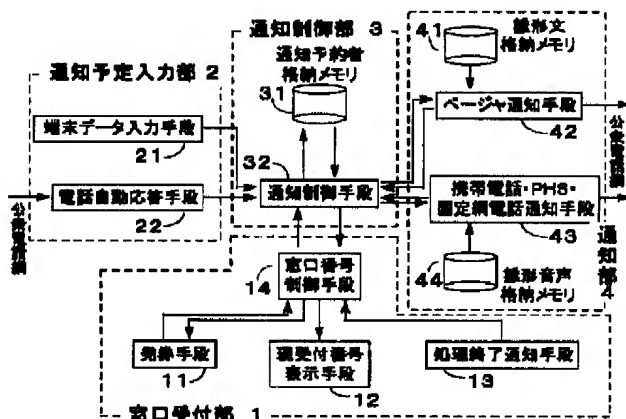 通知制御部 3
通知予約者
格納メモリ
31
41
雛形文
格納メモリ
通知予定入力部 2
端末データ入力手段
21
32
通知制御手段
ページャ通知手段
42
電話自動応答手段
22
携帯電話・PHS・
固定網電話通知手段
43
公衆電話網
公衆電話網
通知部 4
14
窓口番号
制御手段
44
雛形音声
格納メモリ
発券手段
11
現受付番号
表示手段
12
処理終了通知手段
13
窓口受付部 1